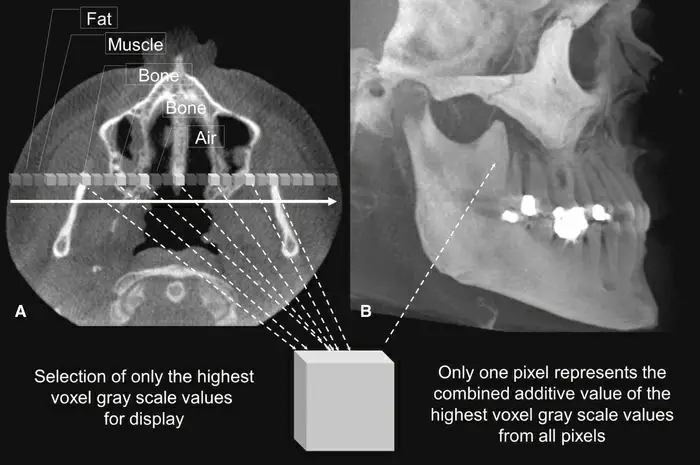 Fat
Muscle
Bone
Bone
Air
A
B
Selection of only the highest
voxel gray scale values
for display
Only one pixel represents the
combined additive value of the
highest voxel gray scale values
from all pixels